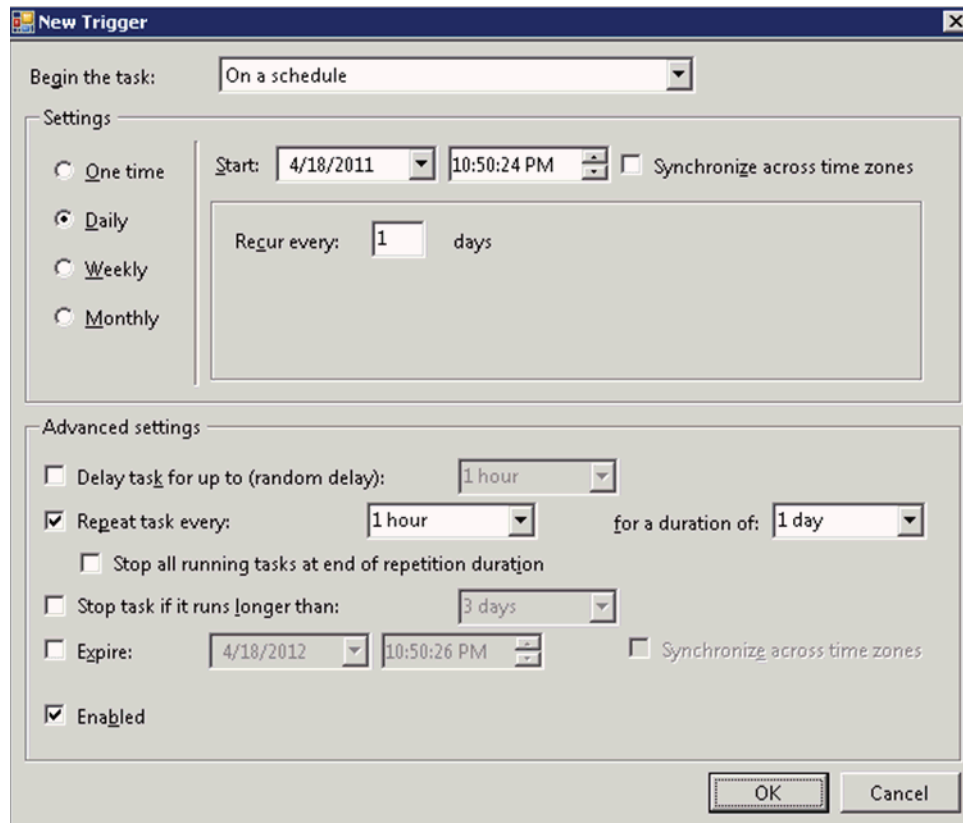 New Trigger
Begin the task: On a schedule
Settings
One time
Start: 4/18/2011 10:50:24 PM Synchronize across time zones
Daily
Recur every: 1 days
Weekly
Monthly
Advanced settings
Delay task for up to (random delay): 1 hour
Repeat task every: 1 hour for a duration of: 1 day
Stop all running tasks at end of repetition duration
Stop task if it runs longer than: 3 days
Expire: 4/18/2012 10:50:26 PM Synchronize across time zones
Enabled
OK Cancel